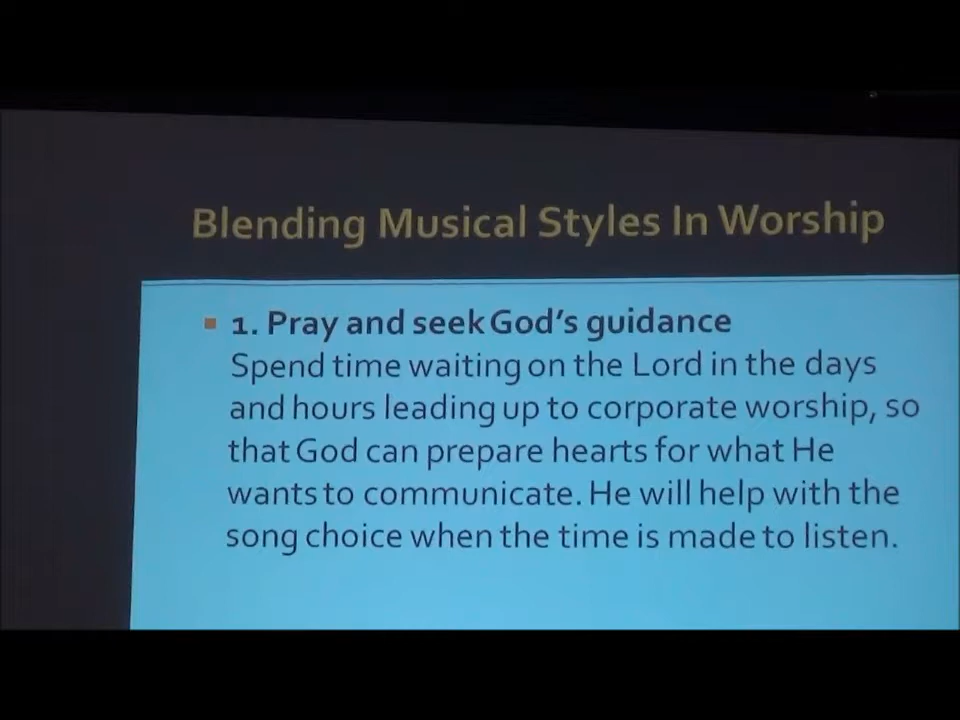 Blending Musical Styles In Worship
1. Pray and seek God's guidance
Spend time waiting on the Lord in the days
and hours leading up to corporate worship, so
that God can prepare hearts for what He
wants to communicate. He will help with the
song choice when the time is made to listen.